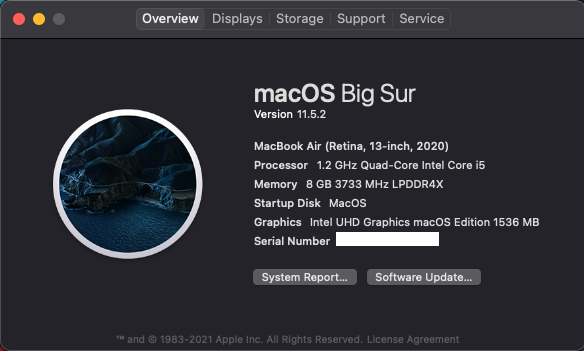 Overview Displays Storage Support Service
macOS Big Sur
Version 11.5.2
MacBook Air (Retina, 13-inch, 2020)
Processor 1.2 GHz Quad-Core Intel Core i5
Memory 8 GB 3733 MHz LPDDR4X
Startup Disk MacOS
Graphics Intel UHD Graphics macOS Edition 1536 MB
Serial Number
System Report... Software Update...
™ and © 1983-2021 Apple Inc. All Rights Reserved. License Agreement